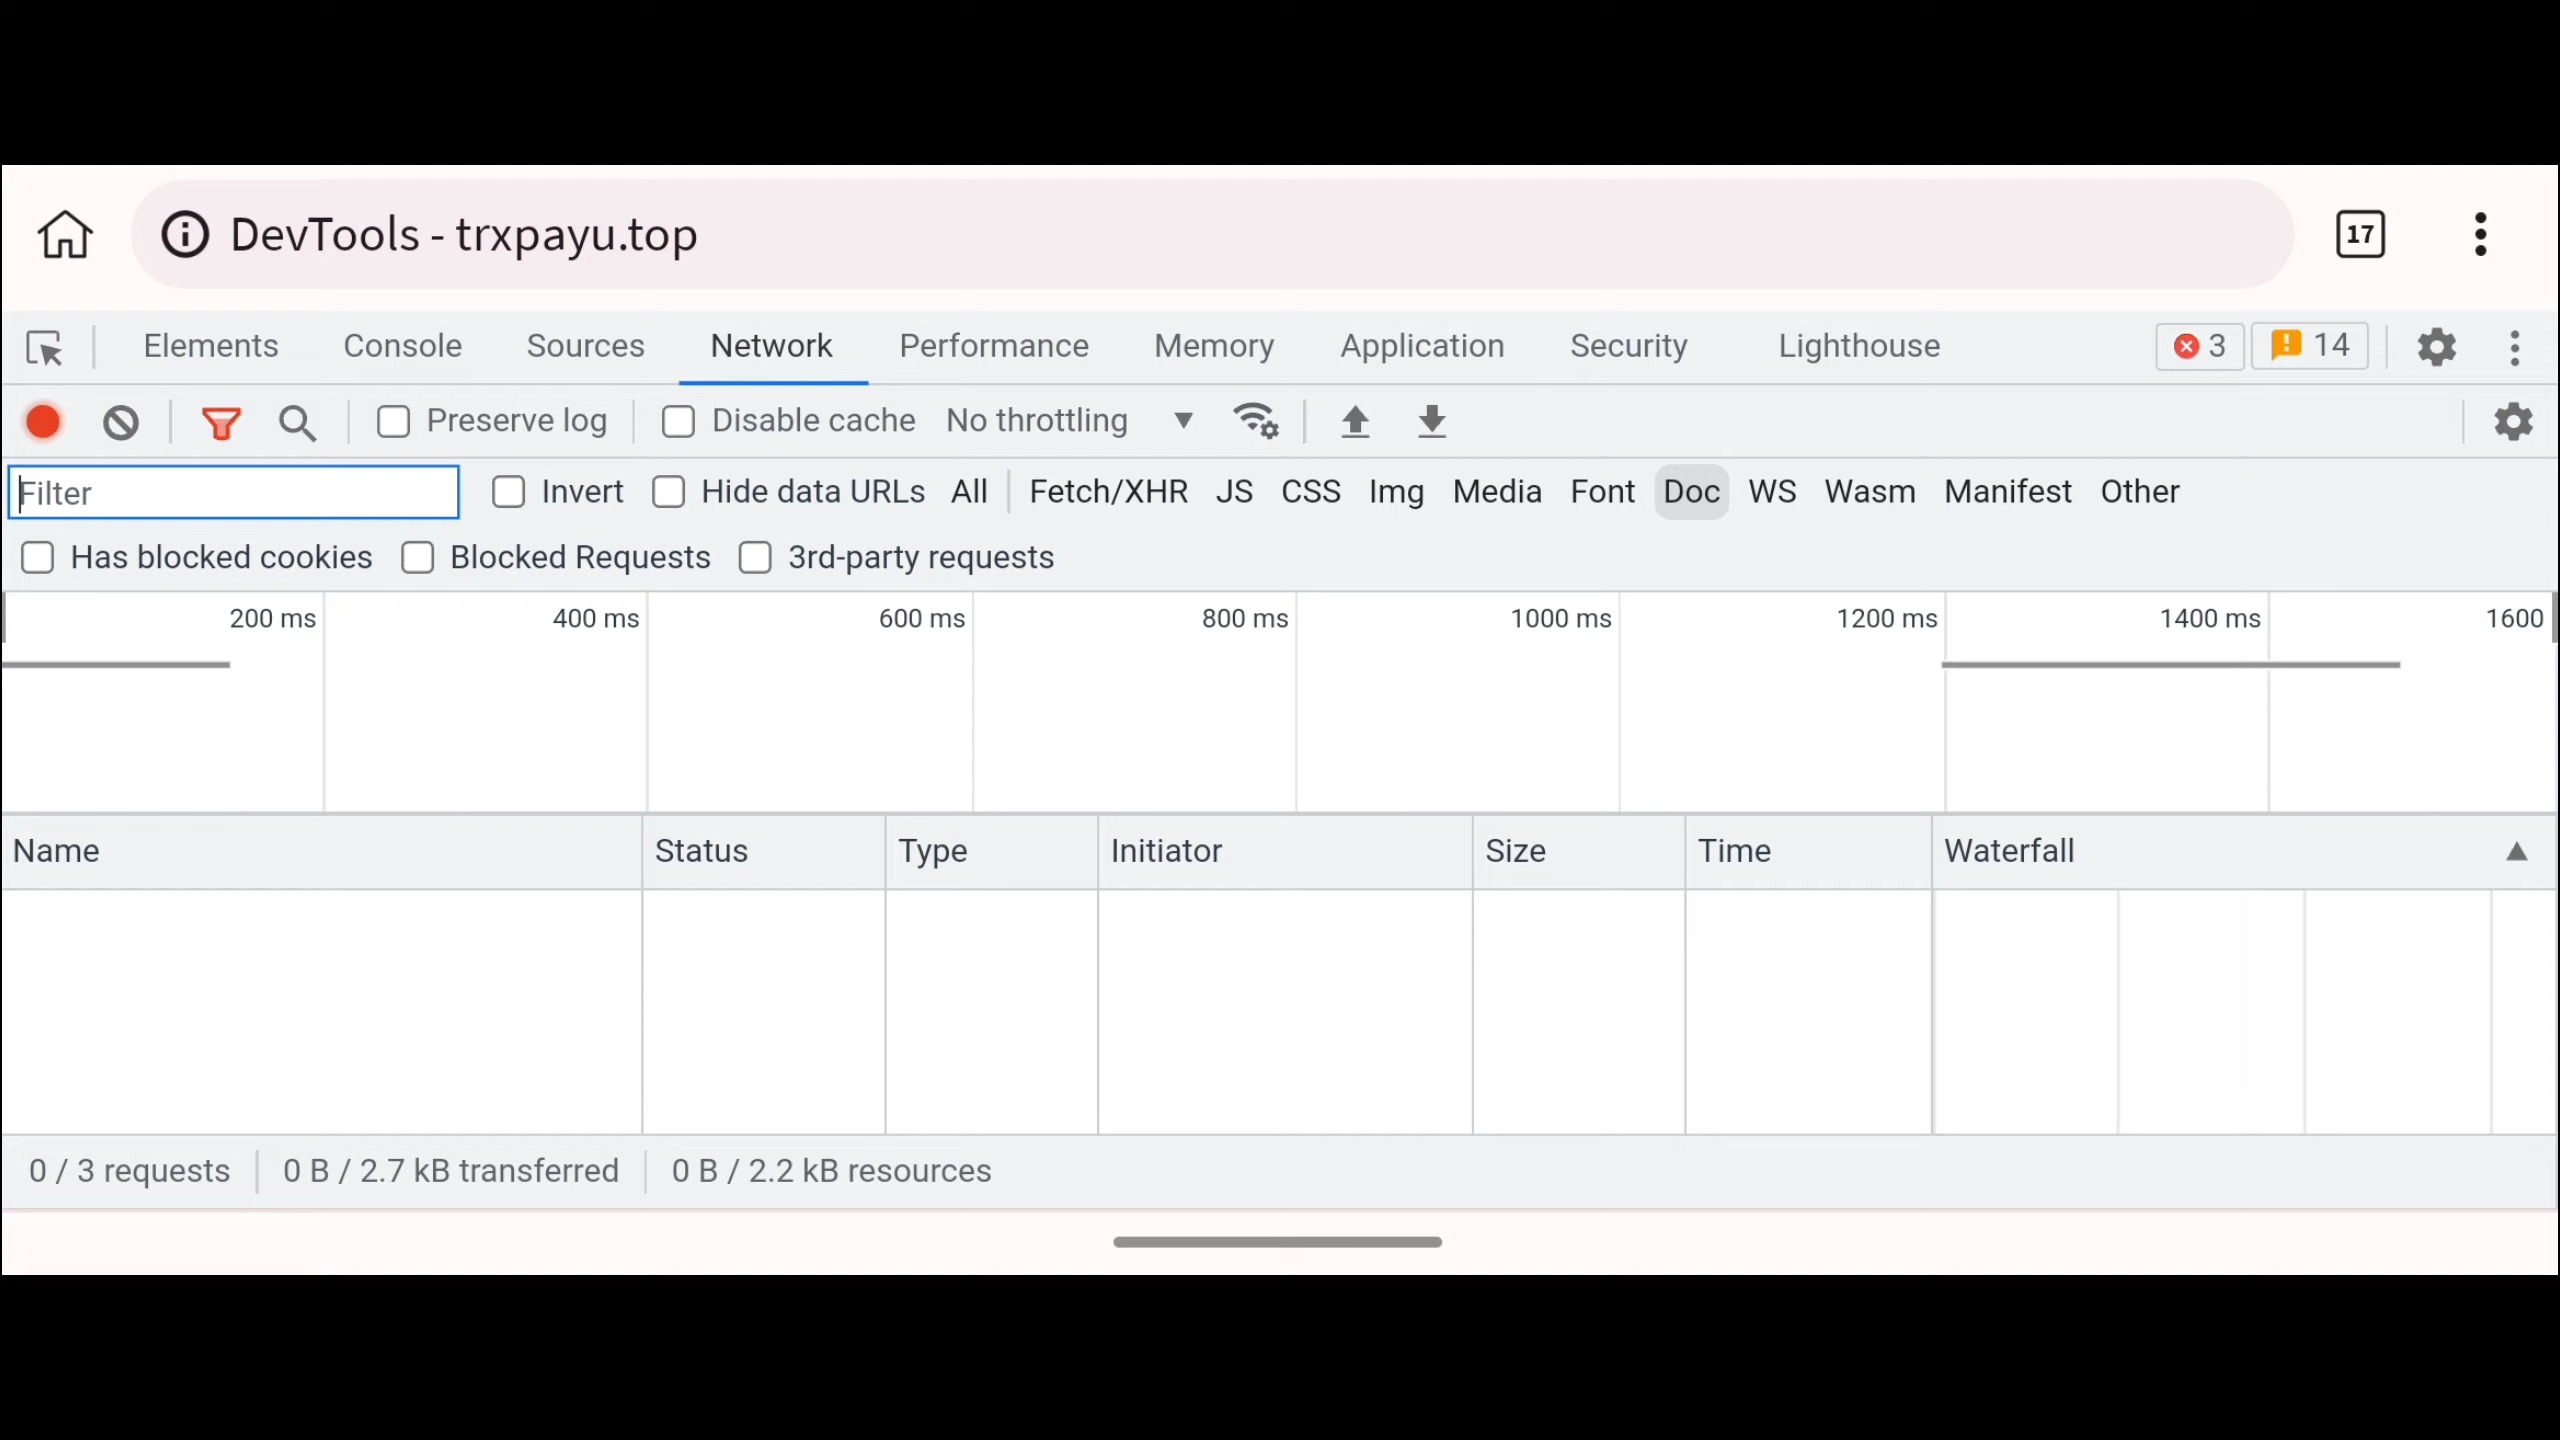 DevTools - trxpayu.top 17
Elements Console Sources Network Performance Memory Application Security Lighthouse 3 14
Preserve log Disable cache No throttling
Filter Invert Hide data URLs All Fetch/XHR JS CSS Img Media Font Doc WS Wasm Manifest Other
Has blocked cookies Blocked Requests 3rd-party requests
200 ms 400 ms 600 ms 800 ms 1000 ms 1200 ms 1400 ms 1600
Name Status Type Initiator Size Time Waterfall
0 / 3 requests 0 B / 2.7 kB transferred 0 B / 2.2 kB resources